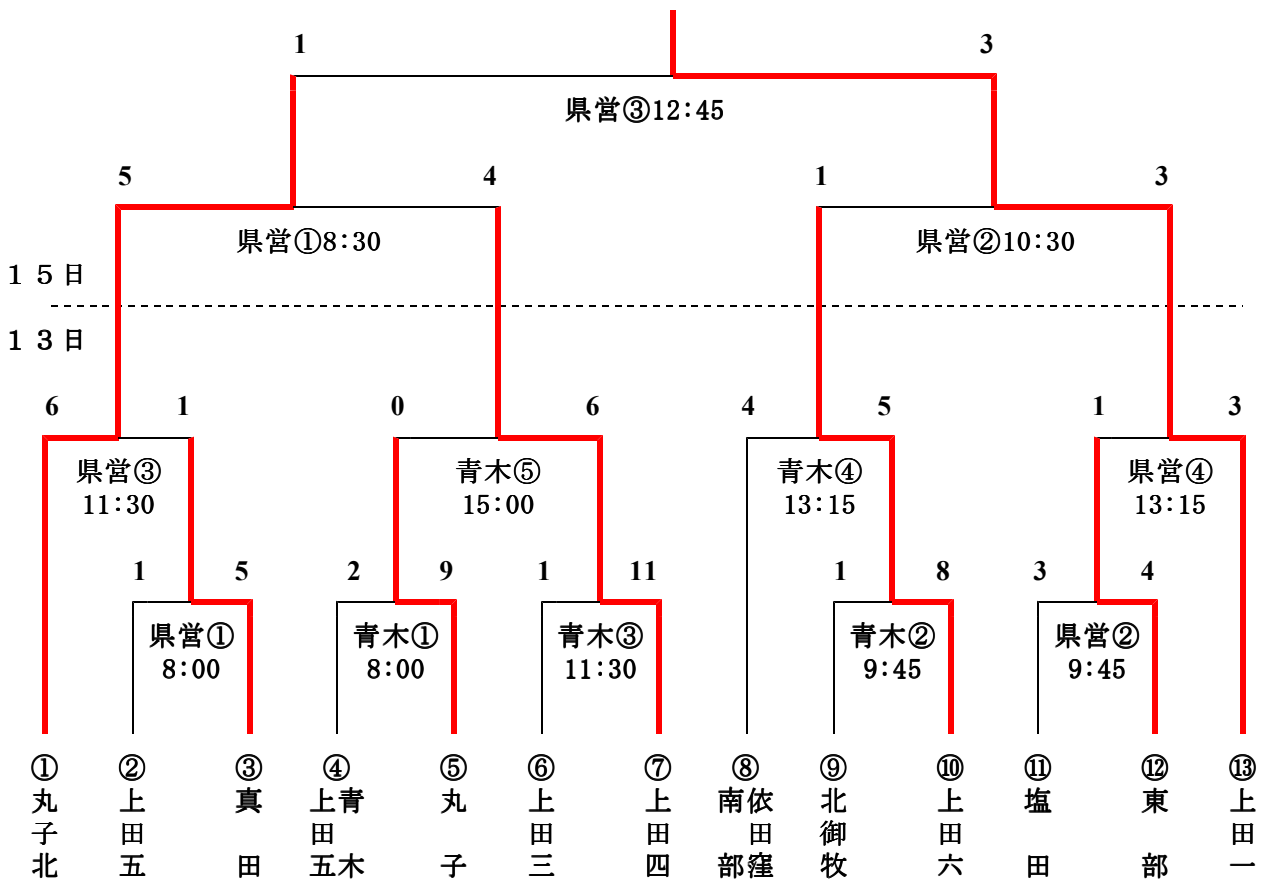 1 3
県営③12:45
5 4 1 3
県営①8:30 県営②10:30
１５日
１３日
6 1 0 6 4 5 1 3
県営③ 青木⑤ 青木④ 県営④
11:30 15:00 13:15 13:15
1 5 2 9 1 11 1 8 3 4
県営① 青木① 青木③ 青木② 県営②
8:00 8:00 11:30 9:45 9:45
① ② ③ ④ ⑤ ⑥ ⑦ ⑧ ⑨ ⑩ ⑪ ⑫ ⑬
丸子北
上田五
真田
青木
上田五
丸子
上田三
上田四
依田窪
南部
北御牧
上田六
塩田
東部
上田一